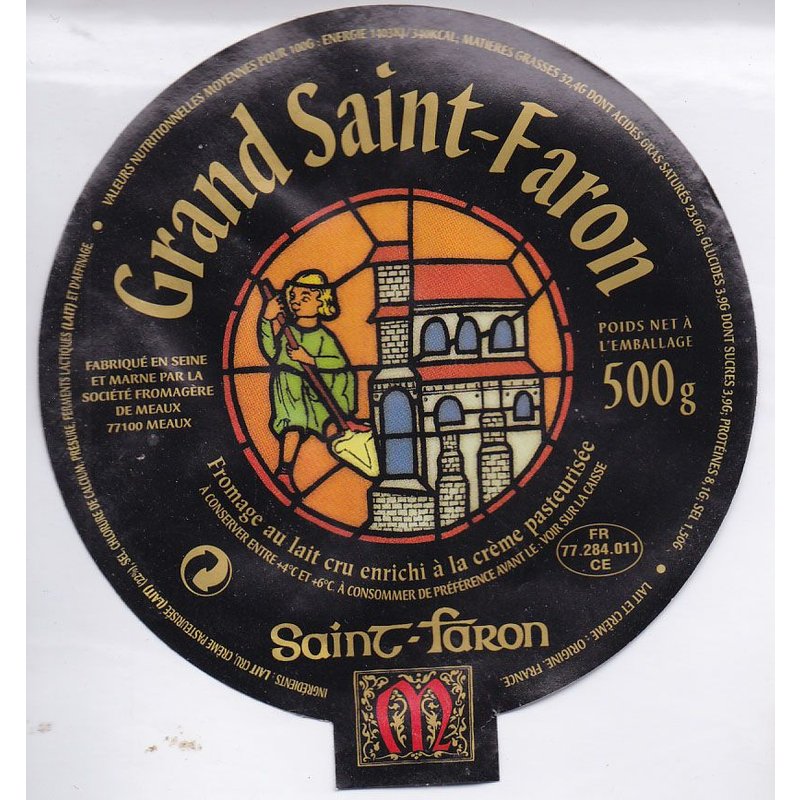 VALEURS NUTRITIONNELLES MOYENNES POUR 100G : ENERGIE 1403KJ/340KCAL; MATIERES GRASSES 32,4G DONT ACIDES GRAS SATURÉS 23,0G; GLUCIDES 3,9G DONT SUCRES 3,9G; PROTÉINES 8,1G; SEL 1,50G
Grand Saint-Faron
FABRIQUÉ EN SEINE
ET MARNE PAR LA
SOCIÉTÉ FROMAGÈRE
DE MEAUX
77100 MEAUX
POIDS NET À
L'EMBALLAGE
500 g
Fromage au lait cru enrichi à la crème pasteurisée
À CONSERVER ENTRE +4°C ET +6°C. À CONSOMMER DE PRÉFÉRENCE AVANT LE : VOIR SUR LA CAISSE
FR
77.284.011
CE
INGRÉDIENTS : LAIT CRU, CRÈME PASTEURISÉE (LAIT) (22%), SEL, CHLORURE DE CALCIUM, PRÉSURE, FERMENTS LACTIQUES (LAIT) ET D'AFFINAGE.
LAIT ET CRÈME : ORIGINE FRANCE.
Saint-Faron
M